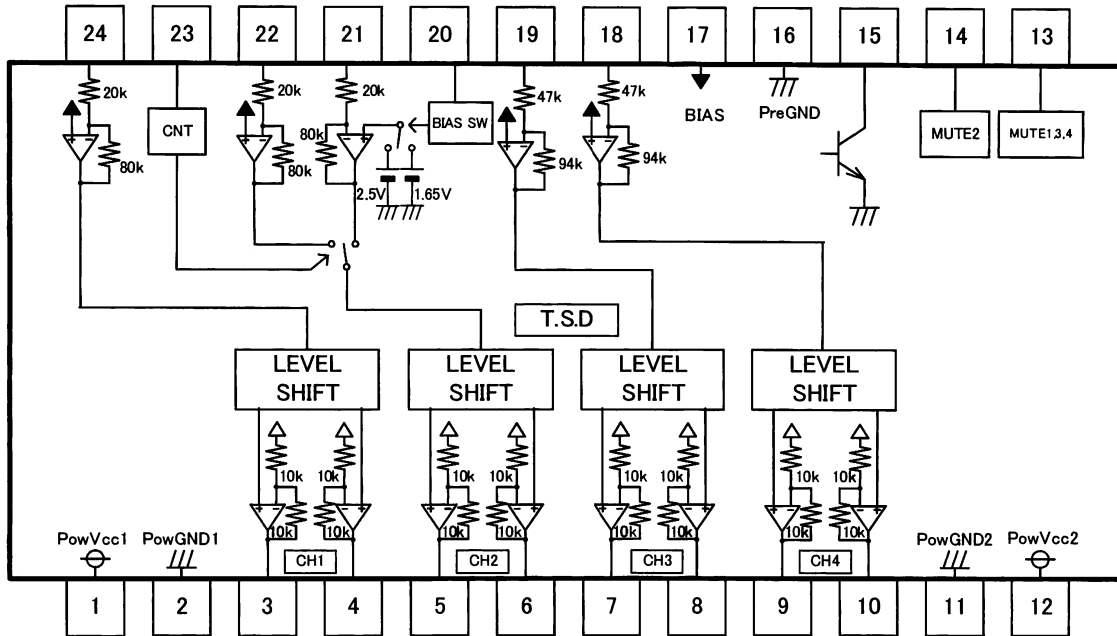 24 23 22 21 20 19 18 17 16 15 14 13
20k 20k 20k 47k 47k
CNT BIAS SW BIAS PreGND MUTE2 MUTE1,3,4
80k 80k 80k 94k 94k
2.5V 1.65V
T.S.D
LEVEL SHIFT
LEVEL SHIFT
LEVEL SHIFT
LEVEL SHIFT
10k 10k 10k 10k 10k 10k 10k 10k
10k 10k 10k 10k 10k 10k 10k 10k
PowVcc1 PowGND1 CH1 CH2 CH3 CH4 PowGND2 PowVcc2
1 2 3 4 5 6 7 8 9 10 11 12